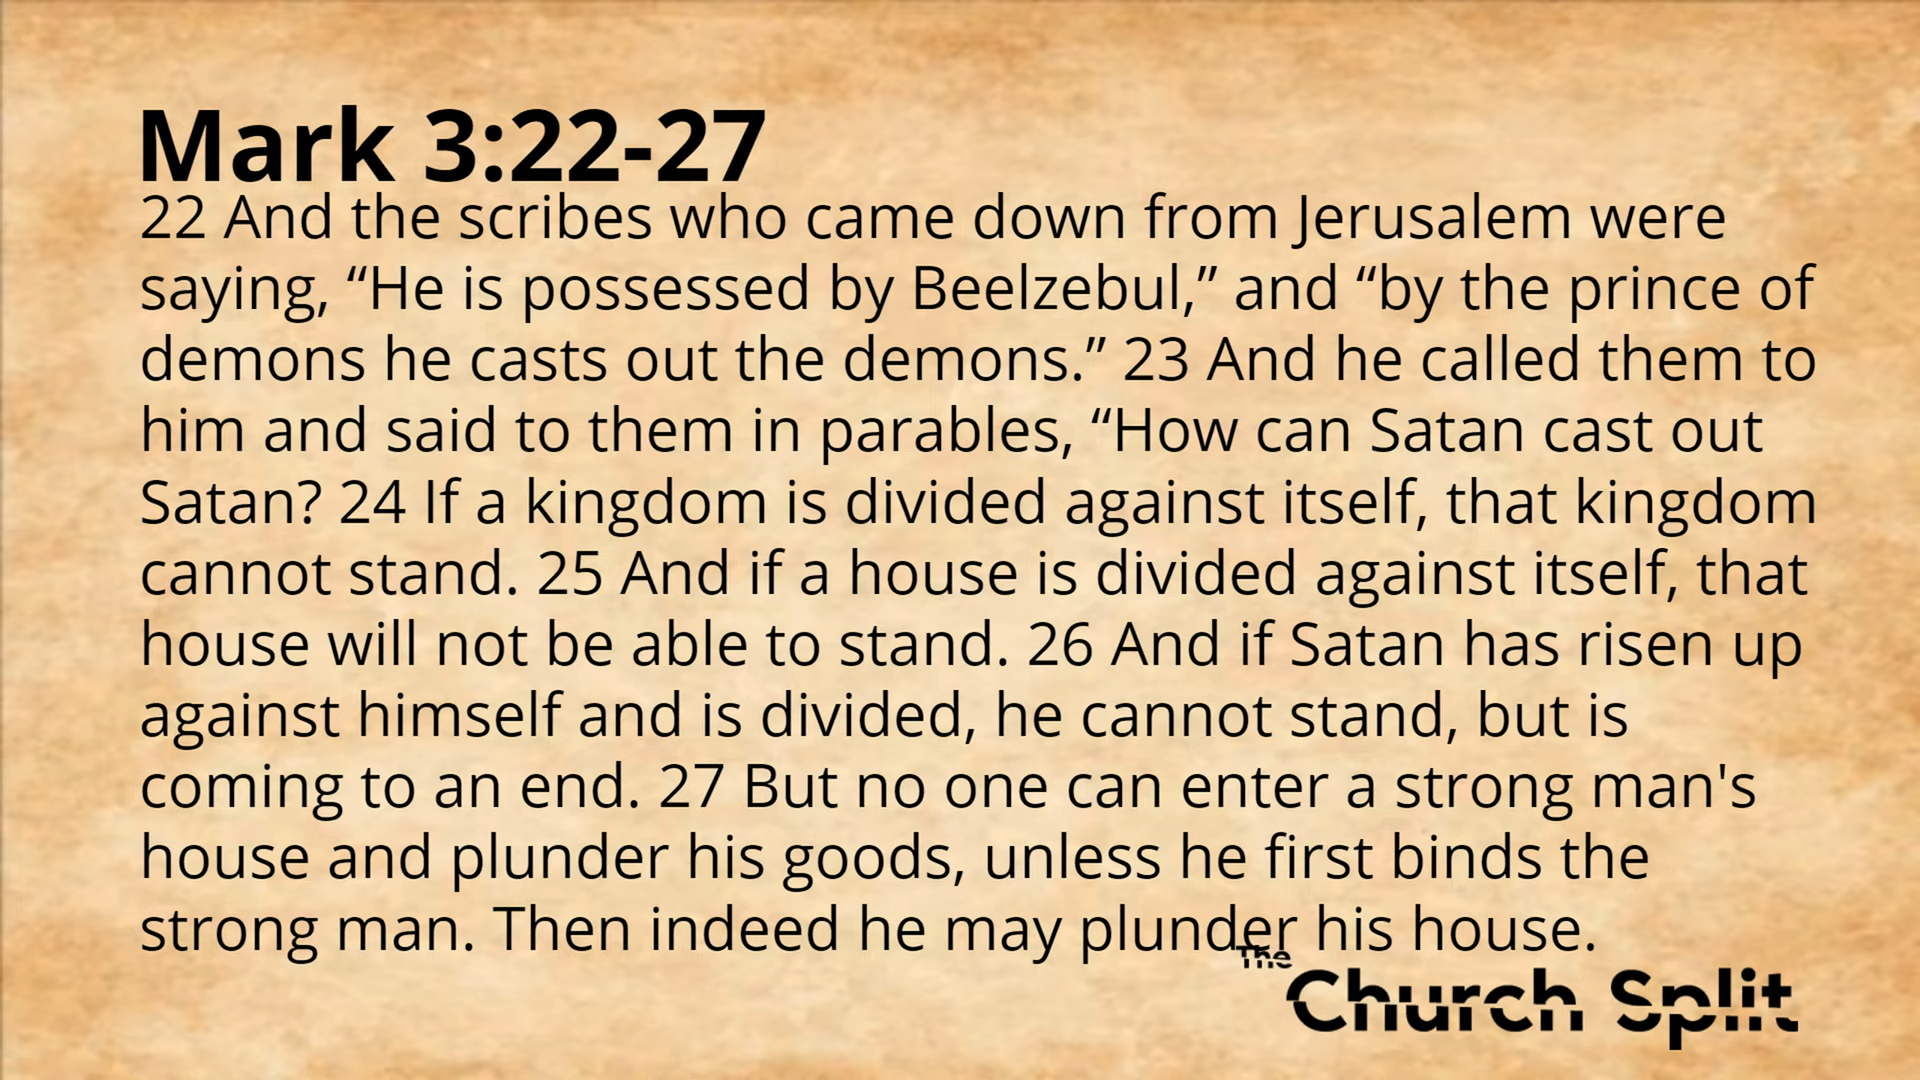 Mark 3:22-27
22 And the scribes who came down from Jerusalem were
saying, “He is possessed by Beelzebul,” and “by the prince of
demons he casts out the demons.” 23 And he called them to
him and said to them in parables, “How can Satan cast out
Satan? 24 If a kingdom is divided against itself, that kingdom
cannot stand. 25 And if a house is divided against itself, that
house will not be able to stand. 26 And if Satan has risen up
against himself and is divided, he cannot stand, but is
coming to an end. 27 But no one can enter a strong man's
house and plunder his goods, unless he first binds the
strong man. Then indeed he may plunder his house.
The
Church Split